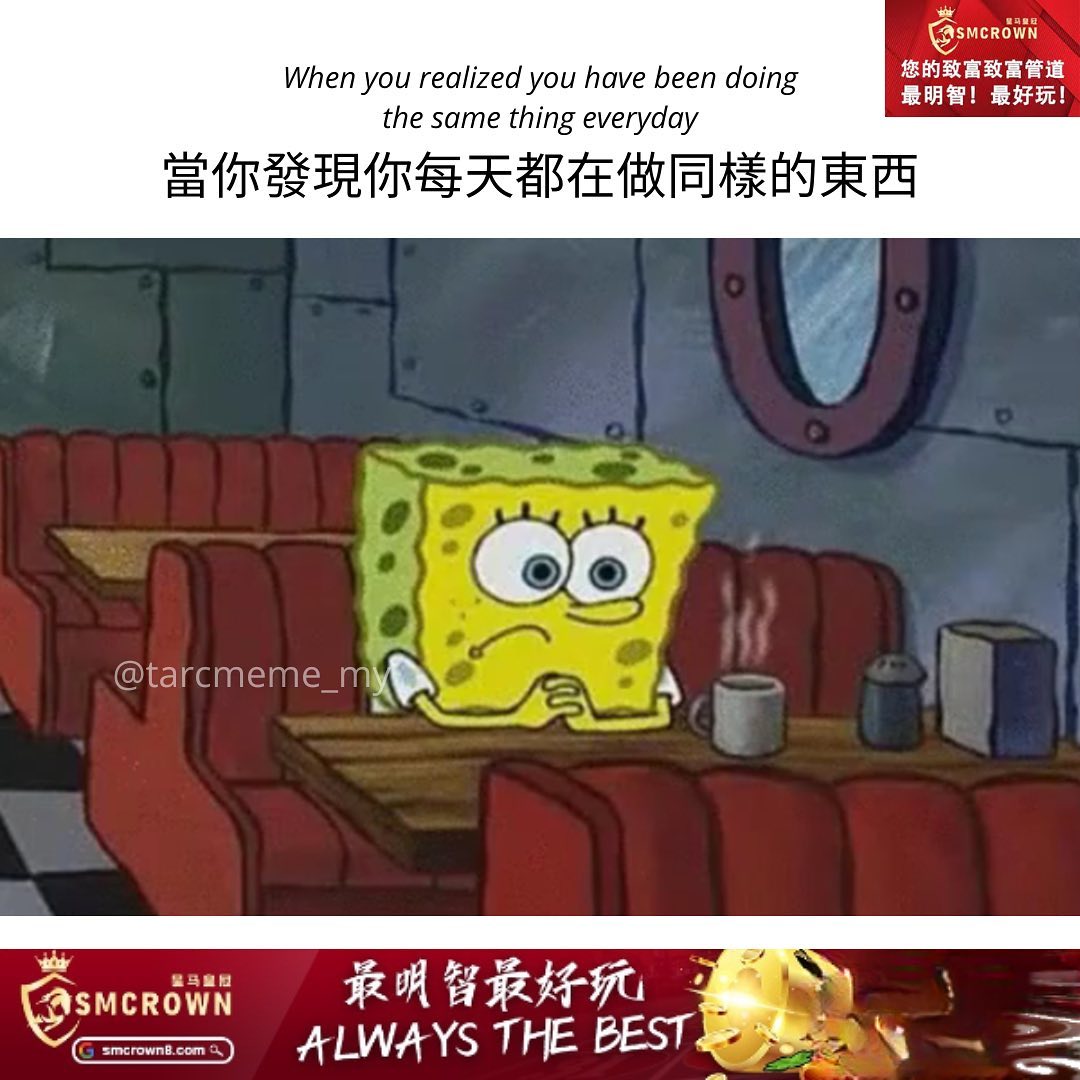 皇马皇冠
SMCROWN
您的致富致富管道
最明智！最好玩！
When you realized you have been doing
the same thing everyday
當你發現你每天都在做同樣的東西
@tarcmeme_my
皇马皇冠
SMCROWN
smcrown8.com
最明智最好玩
ALWAYS THE BEST